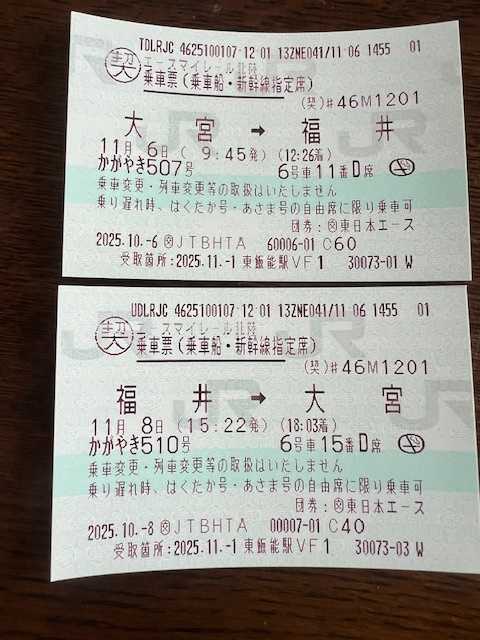 TDLRJC 4625100107-12-01 13ZNE041/11-06 1455 01
契 エースマイレール北陸
乗車票(乗車船・新幹線指定席)
(契)#46M1201
大宮 → 福井
11月 6日( 9:45発) (12:26着)
かがやき507号 6号車11番D席
乗車変更・列車変更等の取扱はいたしません
乗り遅れ時、はくたか号・あさま号の自由席に限り乗車可
団券: 東日本エース
2025.10.-6 JTBHTA 60006-01 C60
受取箇所:2025.11.-1 東飯能駅VF1 30073-01 W
UDLRJC 4625100107-12-01 13ZNE041/11-06 1455 01
契 エースマイレール北陸
乗車票(乗車船・新幹線指定席)
(契)#46M1201
福井 → 大宮
11月 8日(15:22発) (18:03着)
かがやき510号 6号車15番D席
乗車変更・列車変更等の取扱はいたしません
乗り遅れ時、はくたか号・あさま号の自由席に限り乗車可
団券: 東日本エース
2025.10.-8 JTBHTA 00007-01 C40
受取箇所:2025.11.-1 東飯能駅VF1 30073-03 W